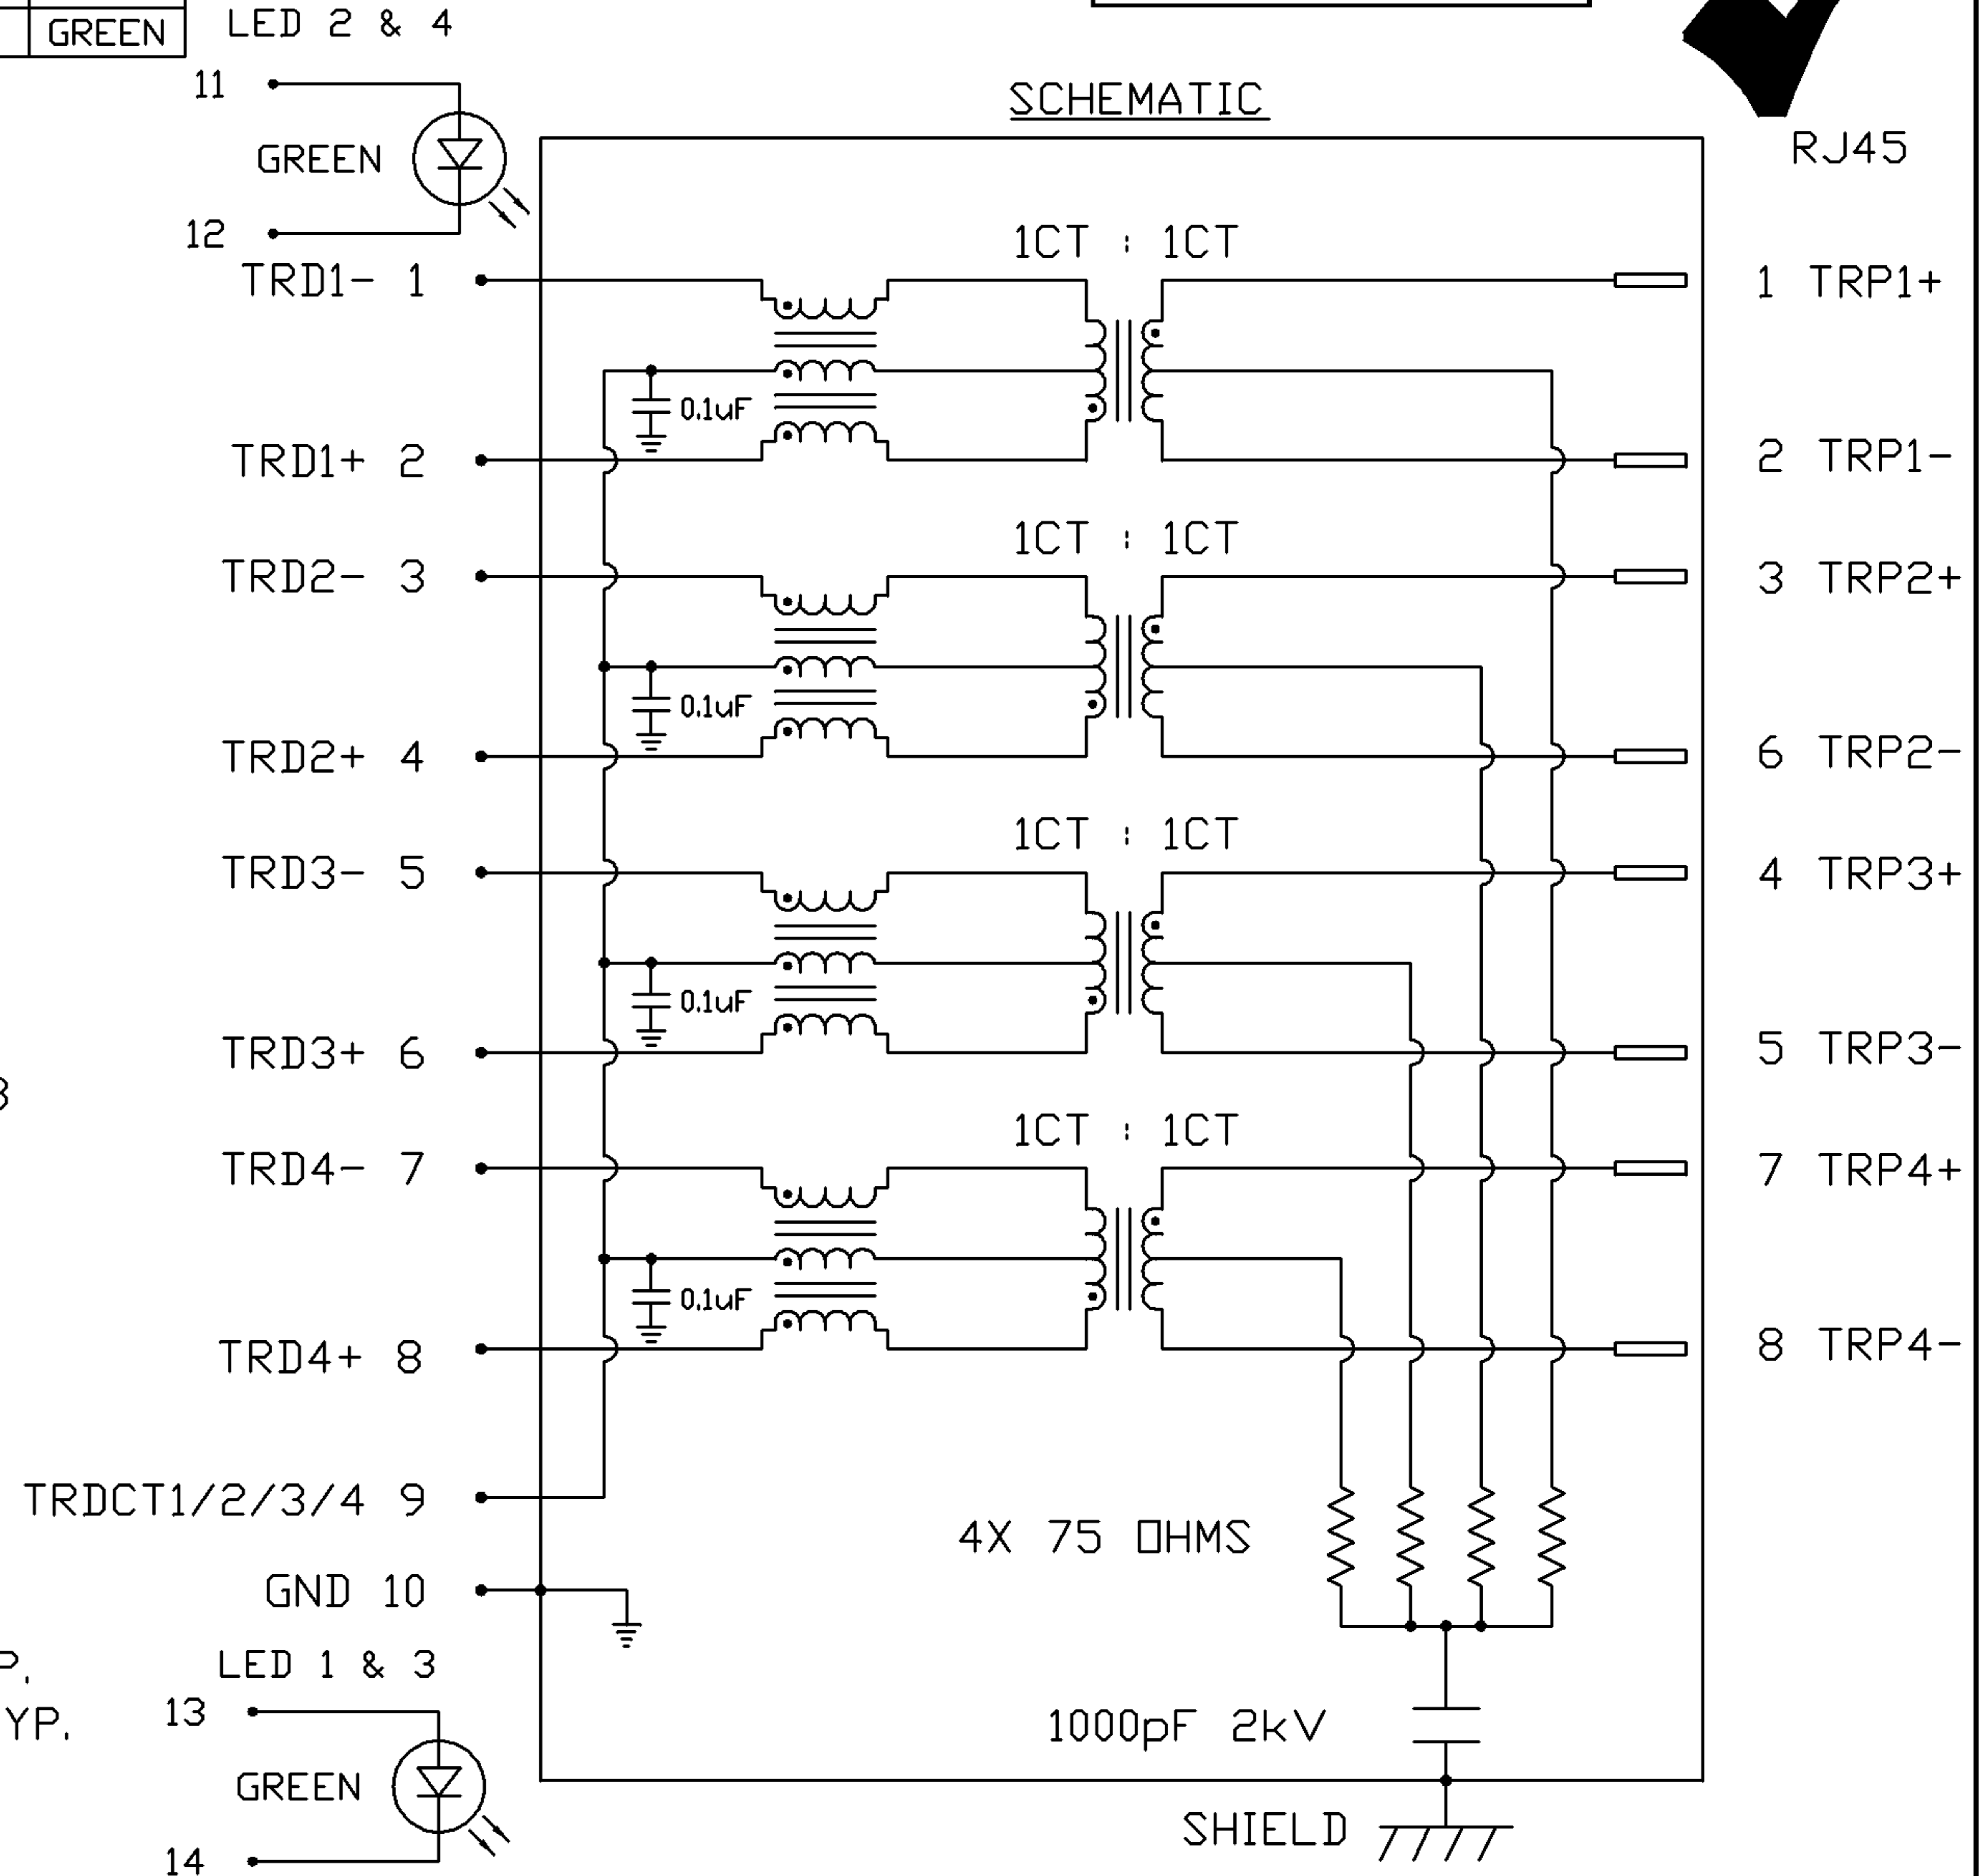 GREEN
LED 2 & 4
11
GREEN
12
SCHEMATIC
RJ45
1CT : 1CT
TRD1- 1
1 TRP1+
0.1uF
TRD1+ 2
2 TRP1-
1CT : 1CT
TRD2- 3
3 TRP2+
0.1uF
TRD2+ 4
6 TRP2-
1CT : 1CT
TRD3- 5
4 TRP3+
0.1uF
TRD3+ 6
5 TRP3-
1CT : 1CT
TRD4- 7
7 TRP4+
0.1uF
TRD4+ 8
8 TRP4-
TRDCT1/2/3/4 9
4X 75 OHMS
GND 10
P.
YP.
LED 1 & 3
13
GREEN
14
1000pF 2kV
SHIELD